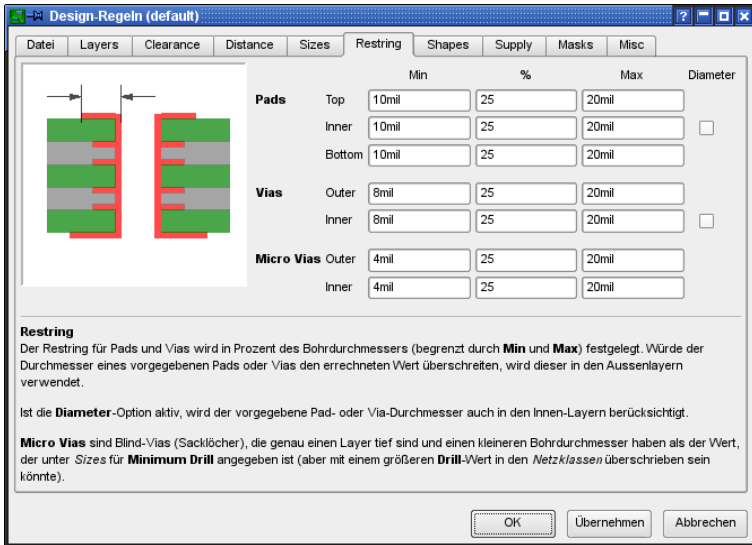 Design-Regeln (default)
Datei Layers Clearance Distance Sizes Restring Shapes Supply Masks Misc
Min % Max Diameter
Pads Top 10mil 25 20mil
Inner 10mil 25 20mil
Bottom 10mil 25 20mil
Vias Outer 8mil 25 20mil
Inner 8mil 25 20mil
Micro Vias Outer 4mil 25 20mil
Inner 4mil 25 20mil
Restring
Der Restring für Pads und Vias wird in Prozent des Bohrdurchmessers (begrenzt durch Min und Max) festgelegt. Würde der
Durchmesser eines vorgegebenen Pads oder Vias den errechneten Wert überschreiten, wird dieser in den Aussenlayern
verwendet.
Ist die Diameter-Option aktiv, wird der vorgegebene Pad- oder Via-Durchmesser auch in den Innen-Layern berücksichtigt.
Micro Vias sind Blind-Vias (Sacklöcher), die genau einen Layer tief sind und einen kleineren Bohrdurchmesser haben als der Wert,
der unter Sizes für Minimum Drill angegeben ist (aber mit einem größeren Drill-Wert in den Netzklassen überschrieben sein
könnte).
OK Übernehmen Abbrechen